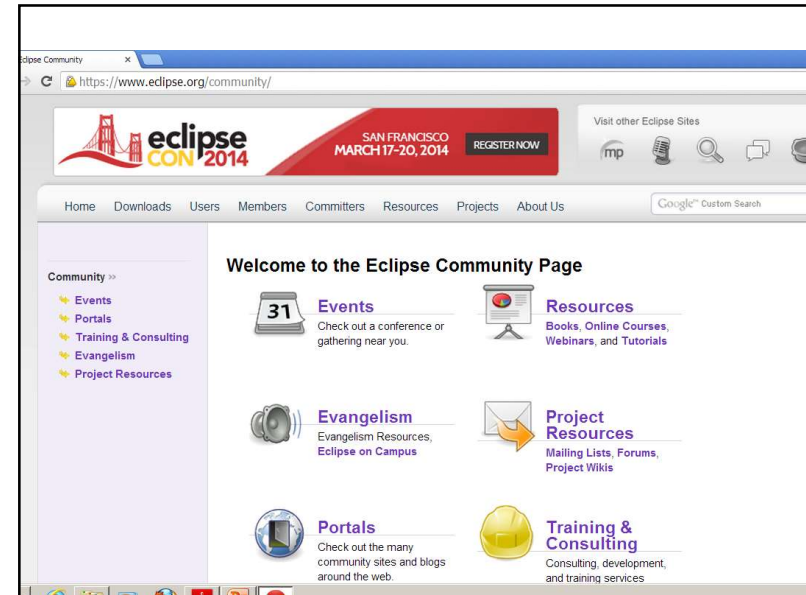 Eclipse Community
https://www.eclipse.org/community/
eclipse
CON 2014
SAN FRANCISCO
MARCH 17-20, 2014
REGISTER NOW
Visit other Eclipse Sites
mp
Home Downloads Users Members Committers Resources Projects About Us
Google™ Custom Search
Community »
Events
Portals
Training & Consulting
Evangelism
Project Resources
Welcome to the Eclipse Community Page
31
Events
Check out a conference or
gathering near you.
Resources
Books, Online Courses,
Webinars, and Tutorials
Evangelism
Evangelism Resources,
Eclipse on Campus
Project
Resources
Mailing Lists, Forums,
Project Wikis
Portals
Check out the many
community sites and blogs
around the web.
Training &
Consulting
Consulting, development,
and training services